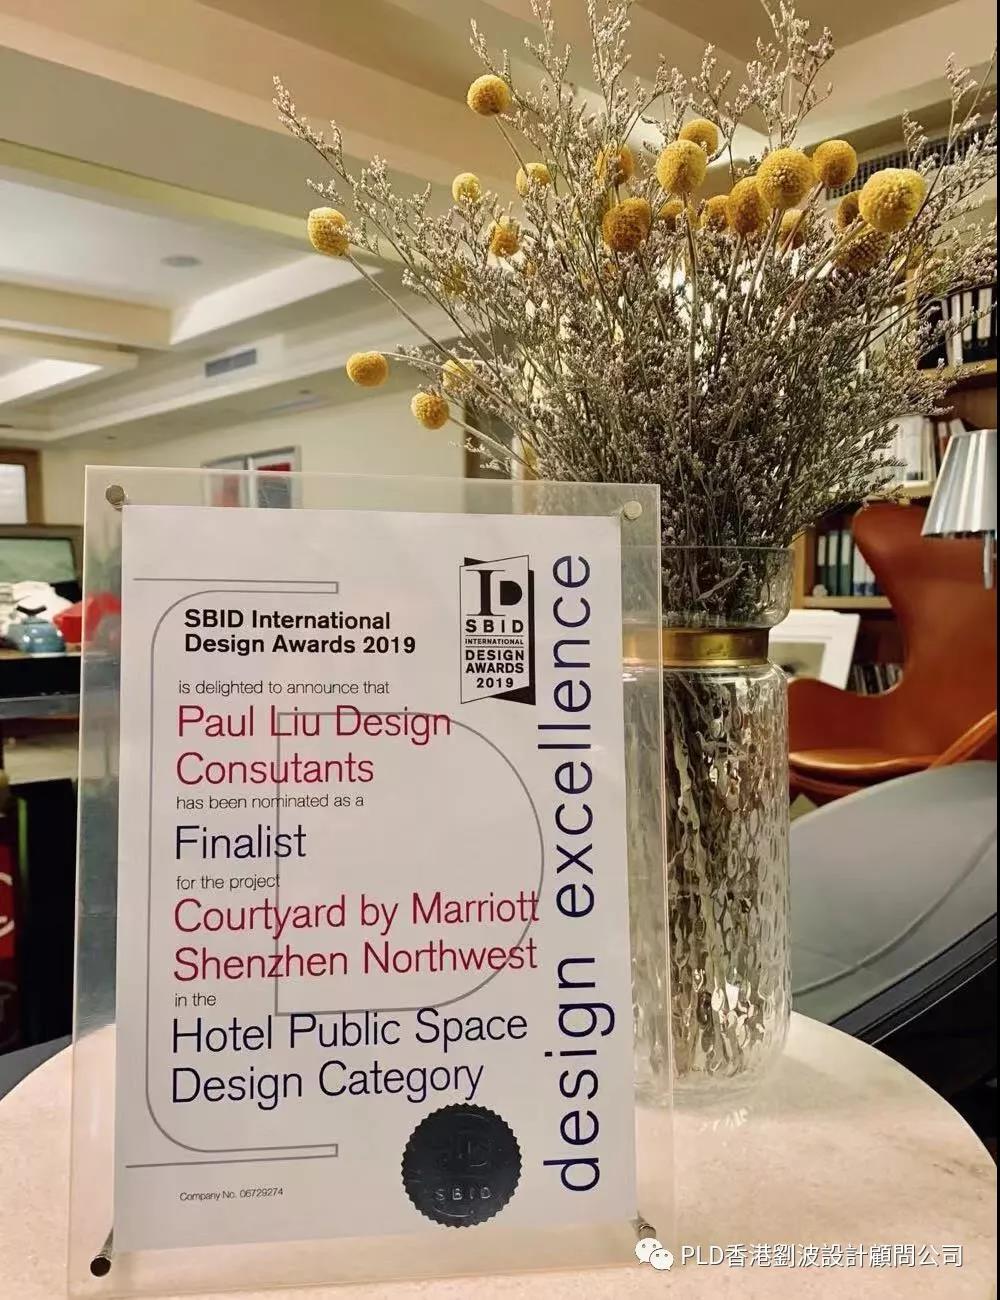 SBID International
Design Awards 2019
is delighted to announce that
Paul Liu Design
Consutants
has been nominated as a
Finalist
for the project
Courtyard by Marriott
Shenzhen Northwest
in the
Hotel Public Space
Design Category
Company No. 06729274
ID
SBID
INTERNATIONAL
DESIGN
AWARDS
2019
design excellence
SBID
PLD香港劉波設計顧問公司